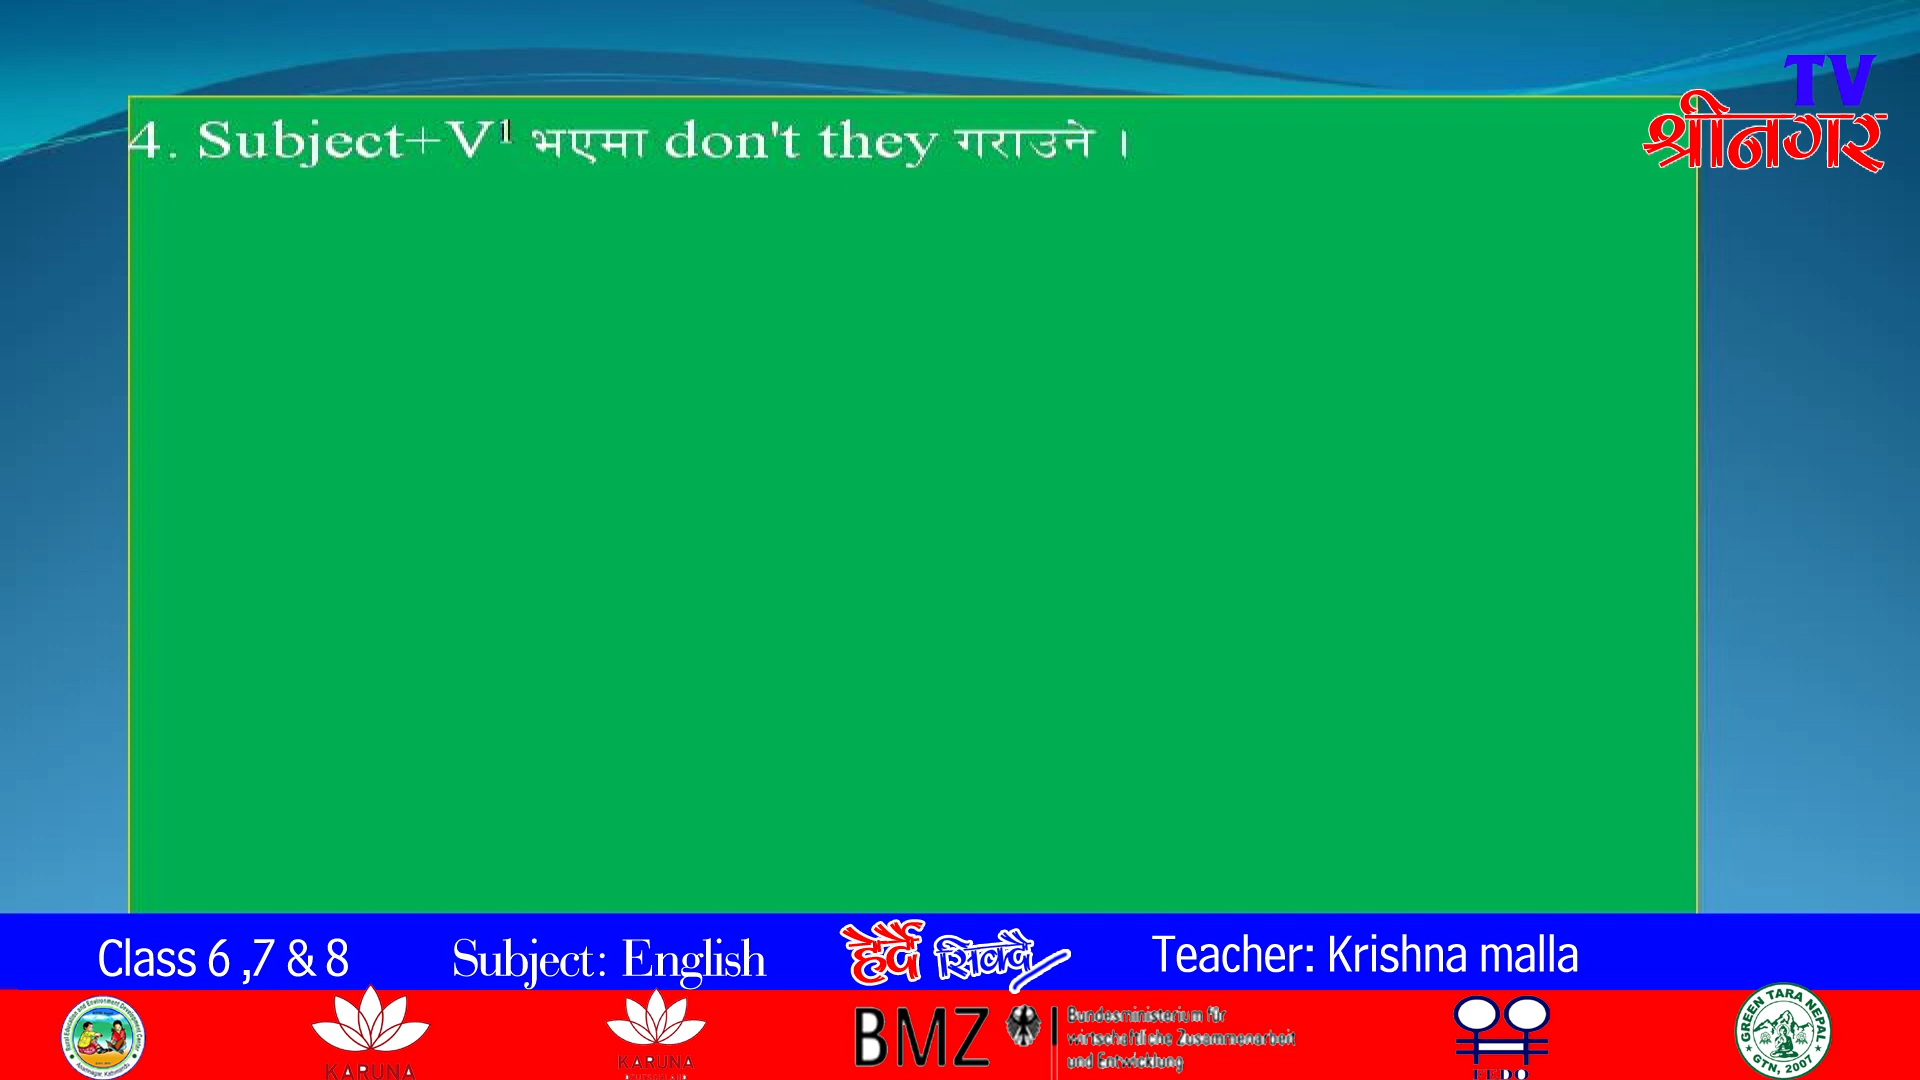 TV
श्रीनगर
4. Subject+V¹ भएमा don't they गराउने ।
Class 6 ,7 & 8
Subject: English
हेर्दै सिक्दै
Teacher: Krishna malla
KARUNA
KARUNA
BMZ
Bundesministerium für
wirtschaftliche Zusammenarbeit
und Entwicklung
FEDO
GREEN TARA NEPAL
GTN, 2007